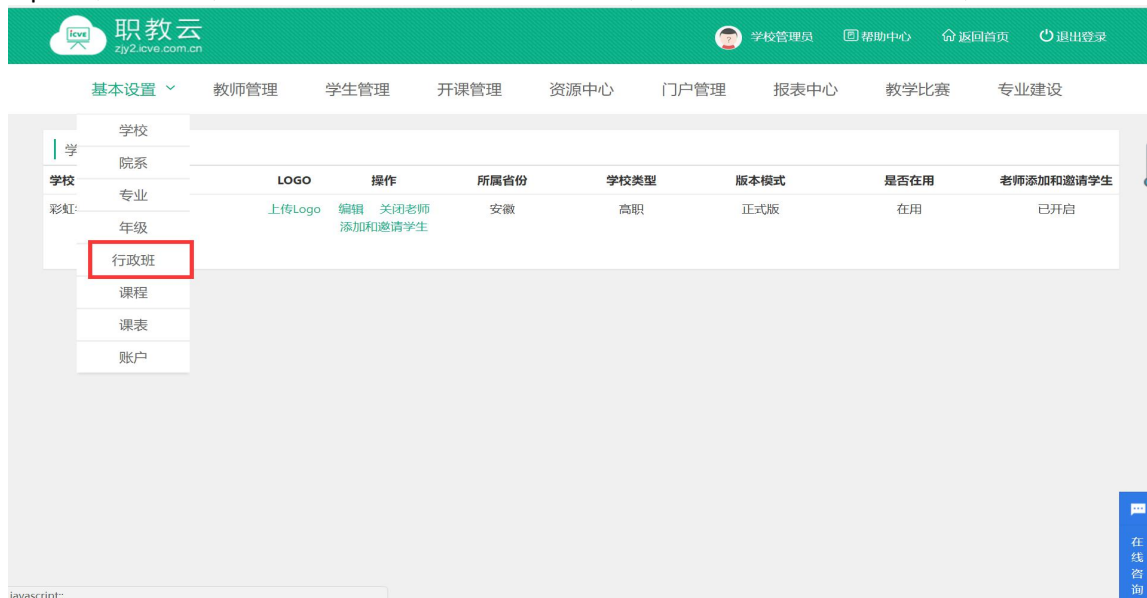 icve
职教云
zjy2.icve.com.cn
学校管理员 帮助中心 返回首页 退出登录
基本设置 教师管理 学生管理 开课管理 资源中心 门户管理 报表中心 教学比赛 专业建设
学校
院系
专业
年级
行政班
课程
课表
账户
学
学校 LOGO 操作 所属省份 学校类型 版本模式 是否在用 老师添加和邀请学生
彩虹 上传Logo 编辑 关闭老师 安徽 高职 正式版 在用 已开启
添加和邀请学生
在线咨询
javascript:;